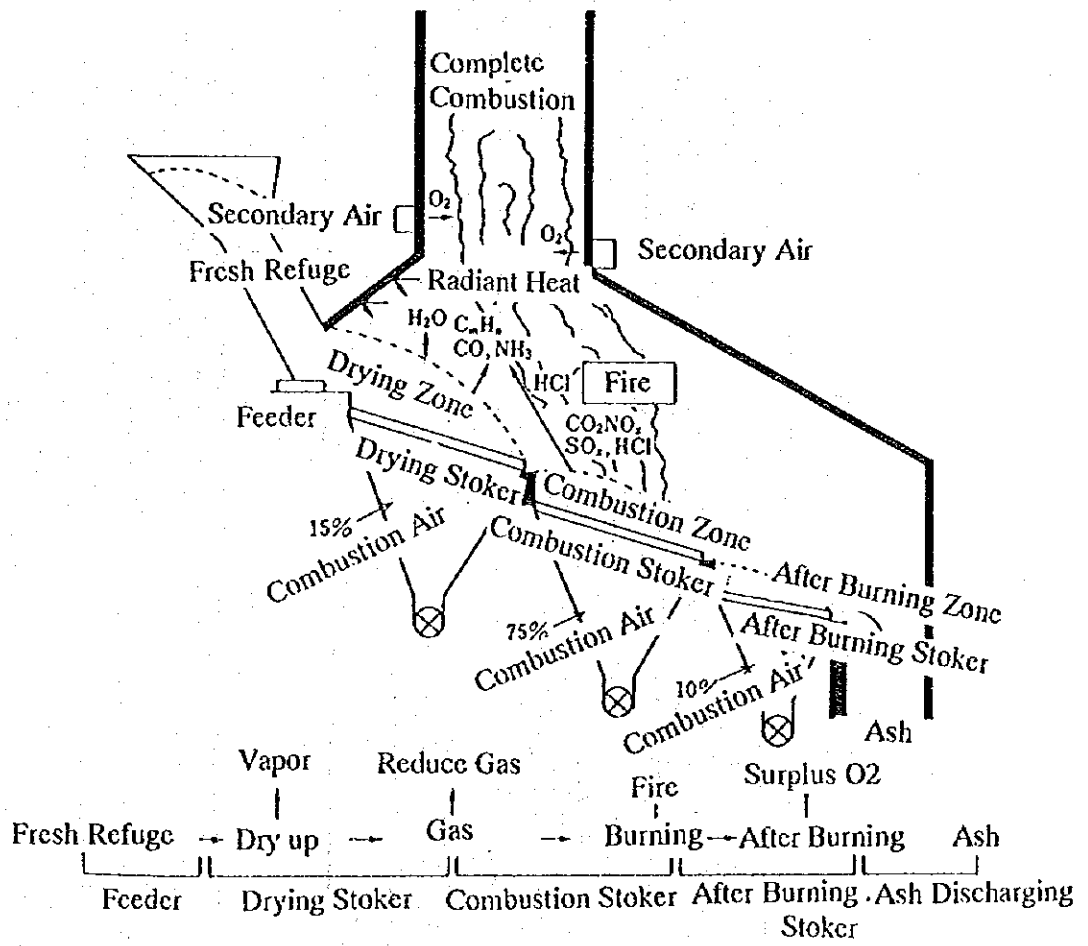 Complete
Combustion
O₂
Secondary Air
O₂
Secondary Air
Fresh Refuge
Radiant Heat
H₂O CₘHₙ
CO, NH₃
Drying Zone
HCl
Fire
Feeder
CO₂NOₓ
SOₓ, HCl
Drying Stoker
Combustion Zone
15%
Combustion Air
Combustion Stoker
After Burning Zone
75%
Combustion Air
After Burning Stoker
10%
Combustion Air
Ash
Vapor
Reduce Gas
Fire
Surplus O2
Fresh Refuge → Dry up → Gas → Burning → After Burning Ash
Feeder Drying Stoker Combustion Stoker After Burning Stoker Ash Discharging